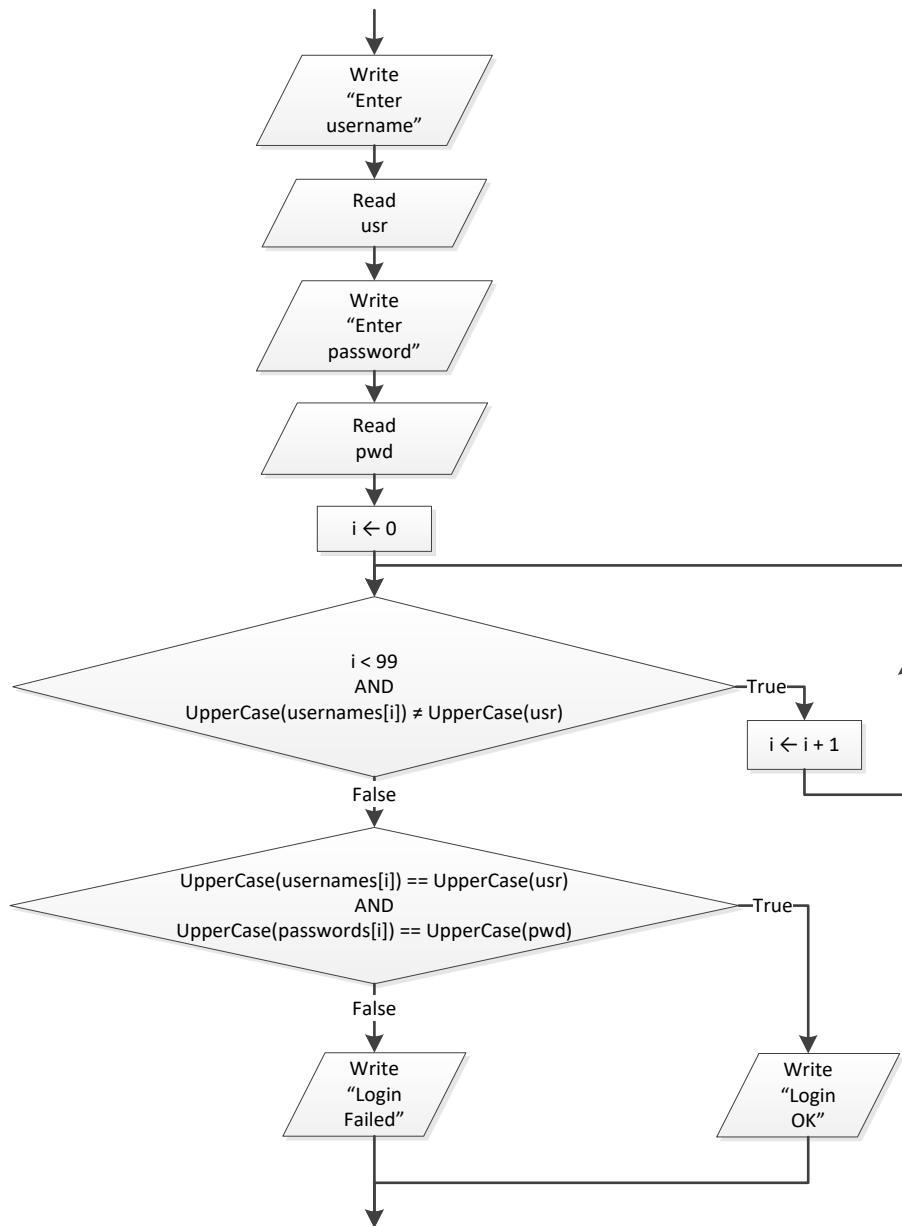 Write
“Enter
username”
Read
usr
Write
“Enter
password”
Read
pwd
i ← 0
i < 99
AND
UpperCase(usernames[i]) ≠ UpperCase(usr)
True
i ← i + 1
False
UpperCase(usernames[i]) == UpperCase(usr)
AND
UpperCase(passwords[i]) == UpperCase(pwd)
True
False
Write
“Login
Failed”
Write
“Login
OK”